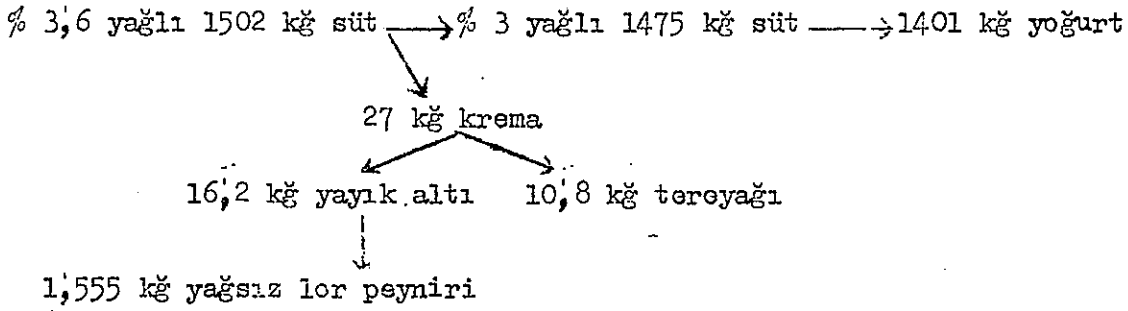 % 3,6 yağlı 1502 kğ süt → % 3 yağlı 1475 kğ süt → 1401 kğ yoğurt
27 kğ krema
16,2 kğ yayık altı 10,8 kğ tereyağı
1,555 kğ yağsız lor peyniri